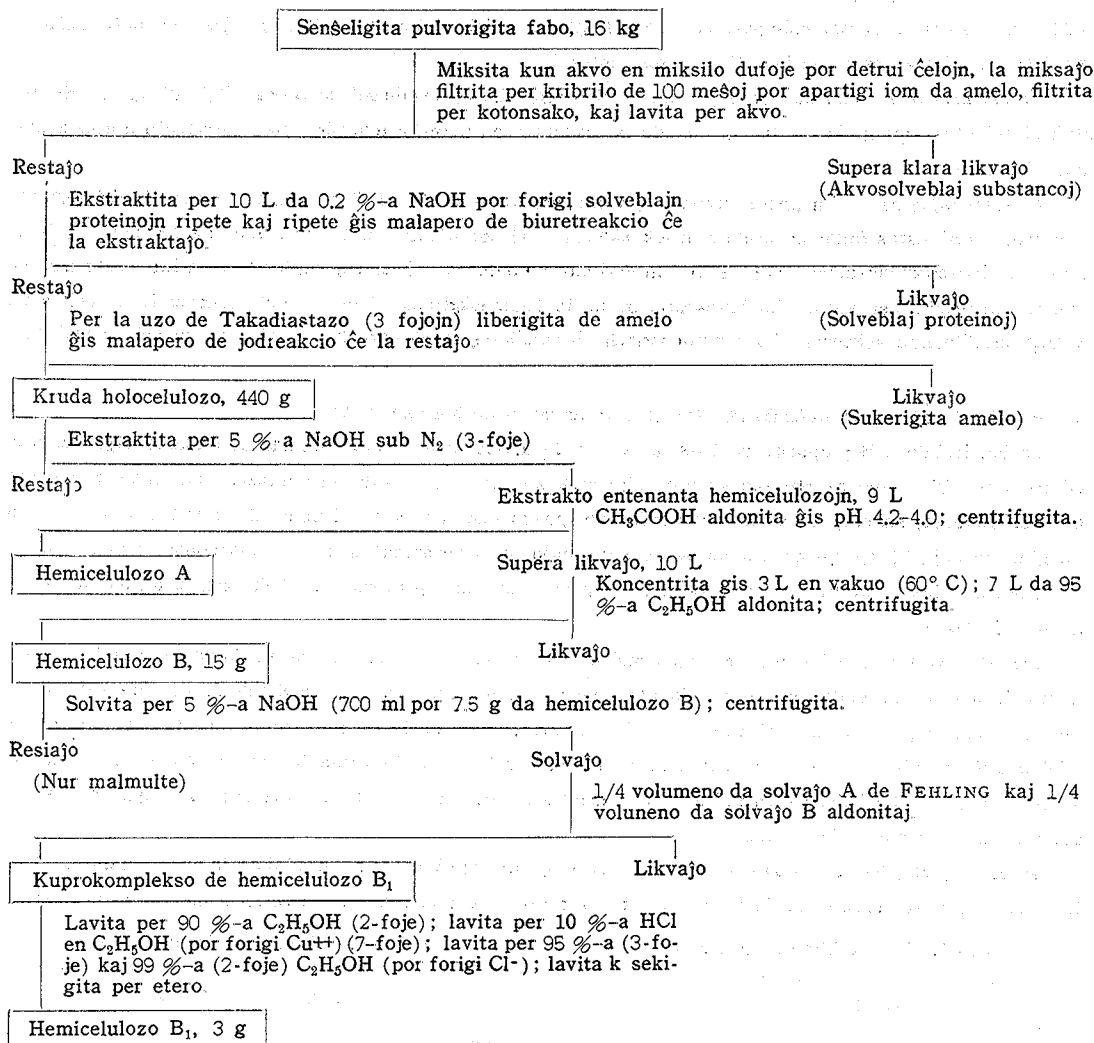 Senŝeligita pulvorigita fabo, 16 kg
Miksita kun akvo en miksilo dufoje por detrui ĉelojn, la miksaĵo
filtrita per kribrilo de 100 meŝoj por apartigi iom da amelo, filtrita
per kotonsako, kaj lavita per akvo.
Restaĵo
Supera klara likvaĵo
(Akvosolveblaj substancoj)
Ekstraktita per 10 L da 0.2 %-a NaOH por forigi solveblajn
proteinojn ripete kaj ripete ĝis malapero de biuretreakcio ĉe
la ekstraktaĵo.
Restaĵo
Likvaĵo
(Solveblaj proteinoj)
Per la uzo de Takadiastazo (3 fojojn) liberigita de amelo
ĝis malapero de jodreakcio ĉe la restaĵo.
Kruda holocelulozo, 440 g
Likvaĵo
(Sukerigita amelo)
Ekstraktita per 5 %-a NaOH sub N₂ (3-foje)
Restaĵo
Ekstrakto entenanta hemicelulozojn, 9 L
CH₃COOH aldonita ĝis pH 4.2-4.0; centrifugita.
Hemicelulozo A
Supera likvaĵo, 10 L
Koncentrita gis 3 L en vakuo (60° C); 7 L da 95
%-a C₂H₅OH aldonita; centrifugita.
Hemicelulozo B, 15 g
Likvaĵo
Solvita per 5 %-a NaOH (700 ml por 7.5 g da hemicelulozo B); centrifugita.
Resiaĵo
(Nur malmulte)
Solvaĵo
1/4 volumeno da solvaĵo A de FEHLING kaj 1/4
voluneno da solvaĵo B aldonitaj.
Kuprokomplekso de hemicelulozo B₁
Likvaĵo
Lavita per 90 %-a C₂H₅OH (2-foje); lavita per 10 %-a HCl
en C₂H₅OH (por forigi Cu++) (7-foje); lavita per 95 %-a (3-fo-
je) kaj 99 %-a (2-foje) C₂H₅OH (por forigi Cl-); lavita k seki-
gita per etero.
Hemicelulozo B₁, 3 g